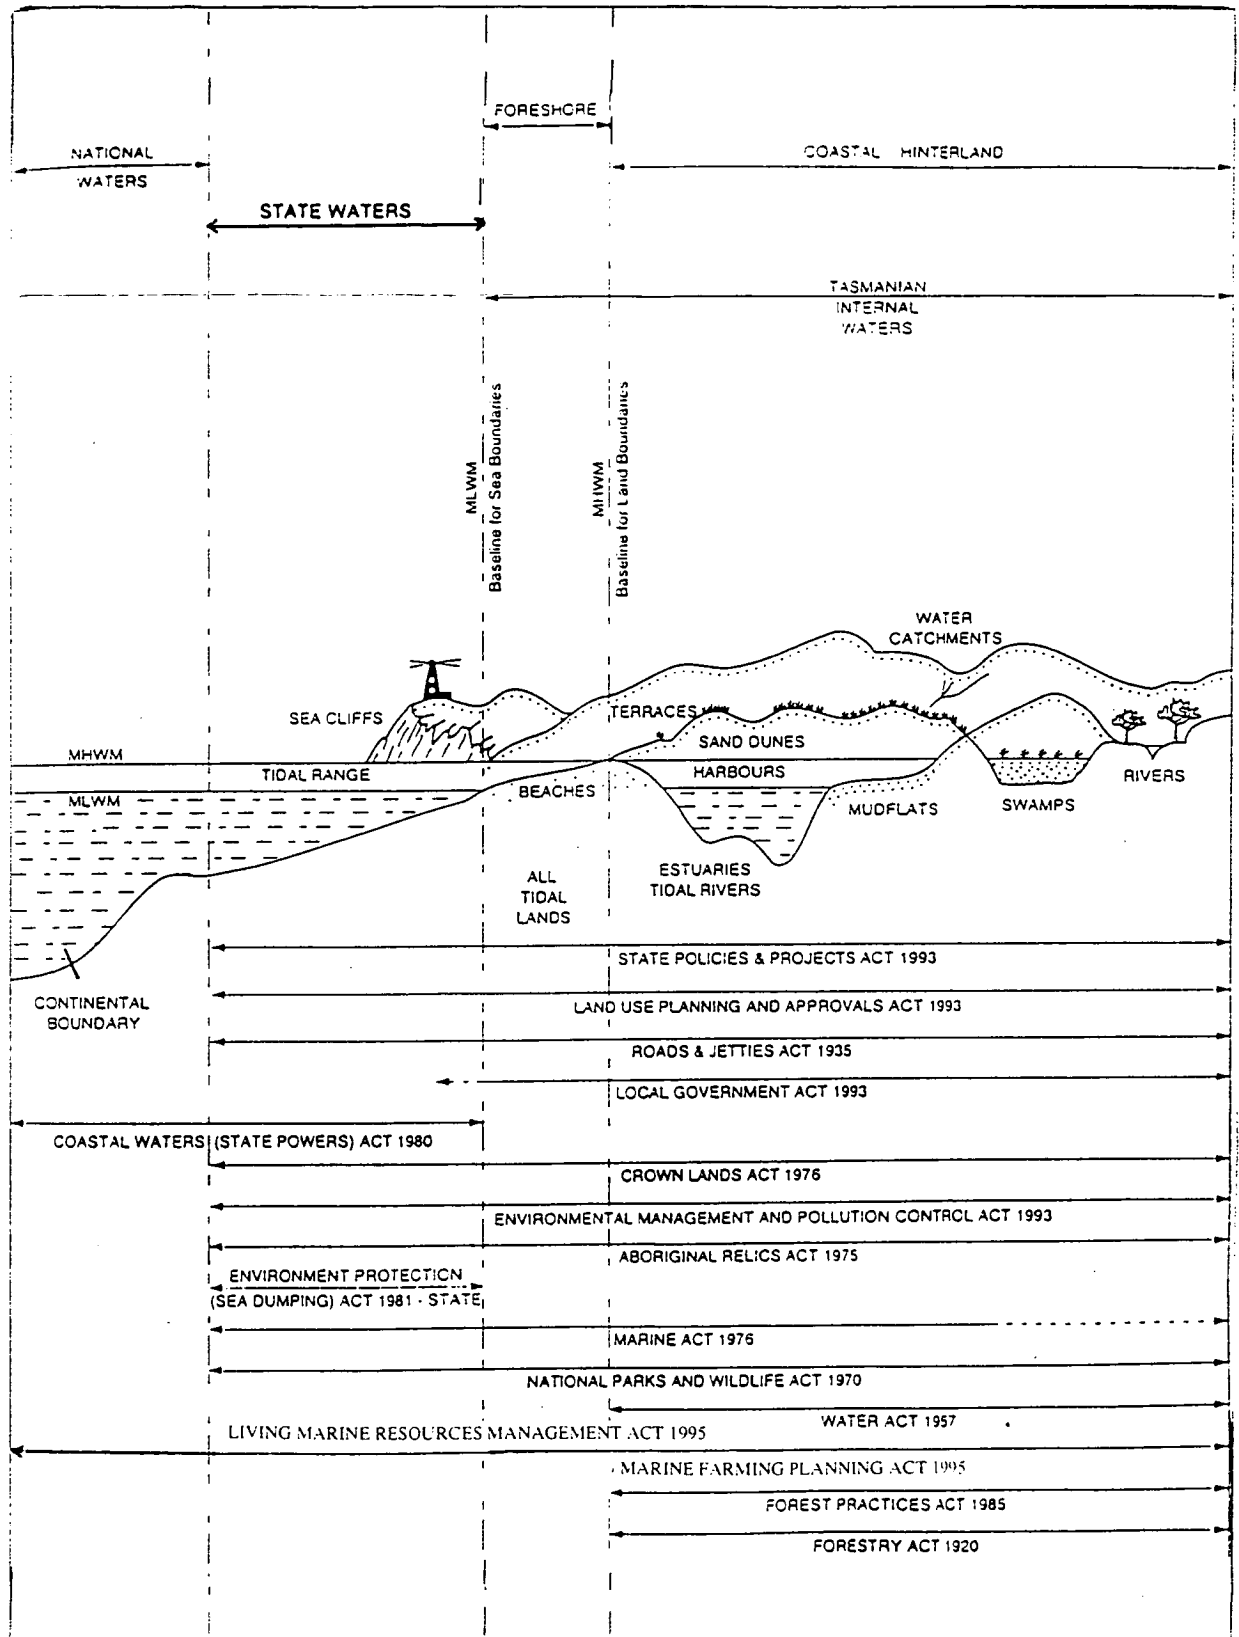 FORESHORE
NATIONAL
WATERS
COASTAL HINTERLAND
STATE WATERS
TASMANIAN
INTERNAL
WATERS
MLWM
Baseline for Sea Boundaries
MHWM
Baseline for Land Boundaries
WATER
CATCHMENTS
SEA CLIFFS
TERRACES
SAND DUNES
MHWM
TIDAL RANGE
HARBOURS
RIVERS
MLWM
BEACHES
MUDFLATS
SWAMPS
ALL
TIDAL
LANDS
ESTUARIES
TIDAL RIVERS
STATE POLICIES & PROJECTS ACT 1993
CONTINENTAL
BOUNDARY
LAND USE PLANNING AND APPROVALS ACT 1993
ROADS & JETTIES ACT 1935
LOCAL GOVERNMENT ACT 1993
COASTAL WATERS (STATE POWERS) ACT 1980
CROWN LANDS ACT 1976
ENVIRONMENTAL MANAGEMENT AND POLLUTION CONTROL ACT 1993
ABORIGINAL RELICS ACT 1975
ENVIRONMENT PROTECTION
(SEA DUMPING) ACT 1981 - STATE
MARINE ACT 1976
NATIONAL PARKS AND WILDLIFE ACT 1970
WATER ACT 1957
LIVING MARINE RESOURCES MANAGEMENT ACT 1995
MARINE FARMING PLANNING ACT 1995
FOREST PRACTICES ACT 1985
FORESTRY ACT 1920